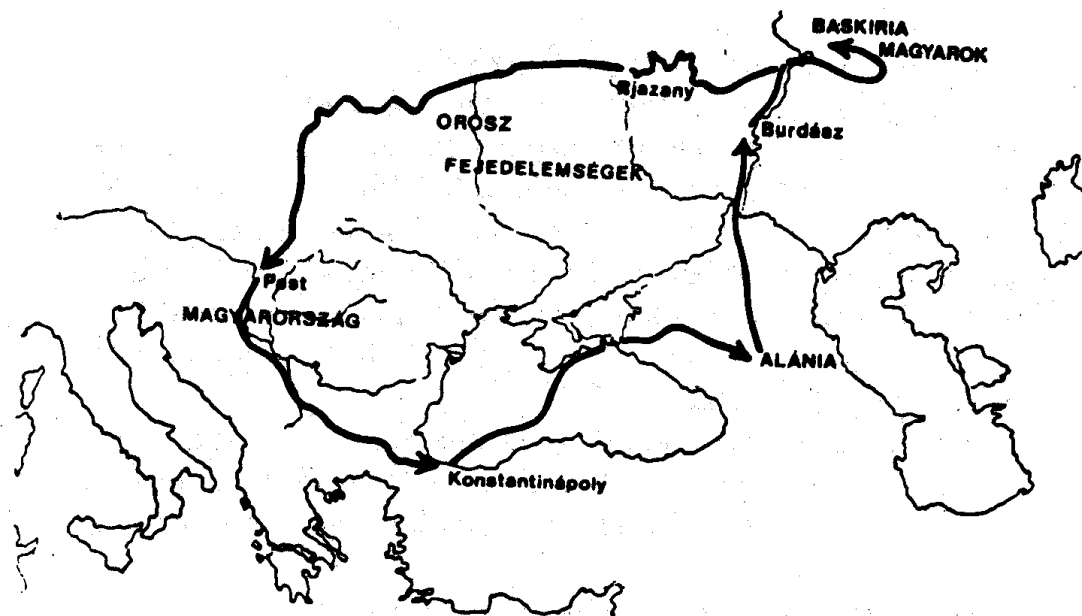 BASKIRIA
MAGYAROK
Rjazany
OROSZ
Burdász
FEJEDELEMSÉGEK
Pest
MAGYARORSZÁG
ALÁNIA
Konstantinápoly